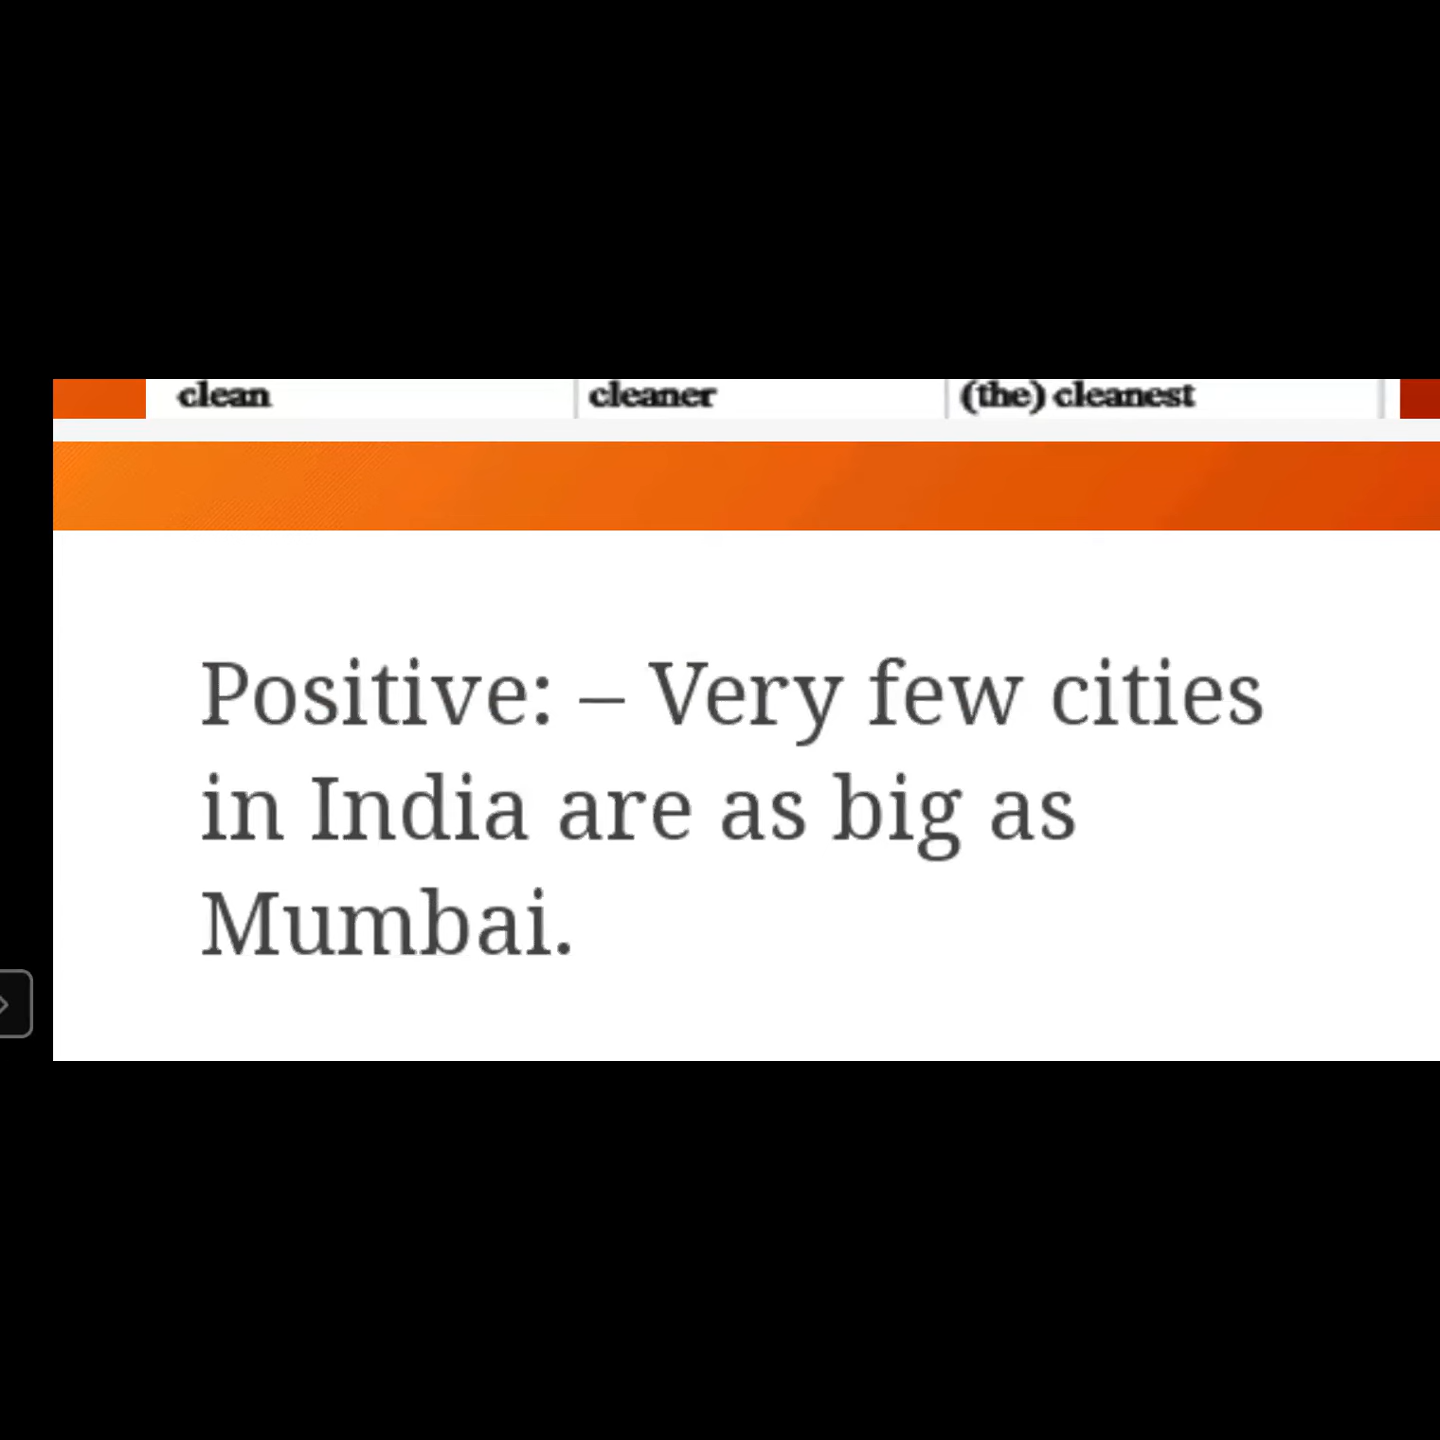 clean cleaner (the) cleanest
Positive: – Very few cities
in India are as big as
Mumbai.